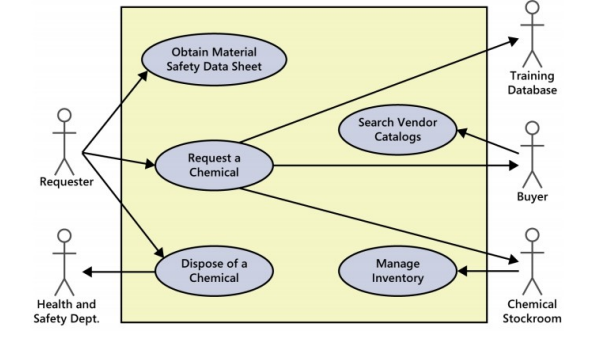 Obtain Material
Safety Data Sheet
Training
Database
Search Vendor
Catalogs
Request a
Chemical
Requester
Buyer
Dispose of a
Chemical
Manage
Inventory
Health and
Safety Dept.
Chemical
Stockroom